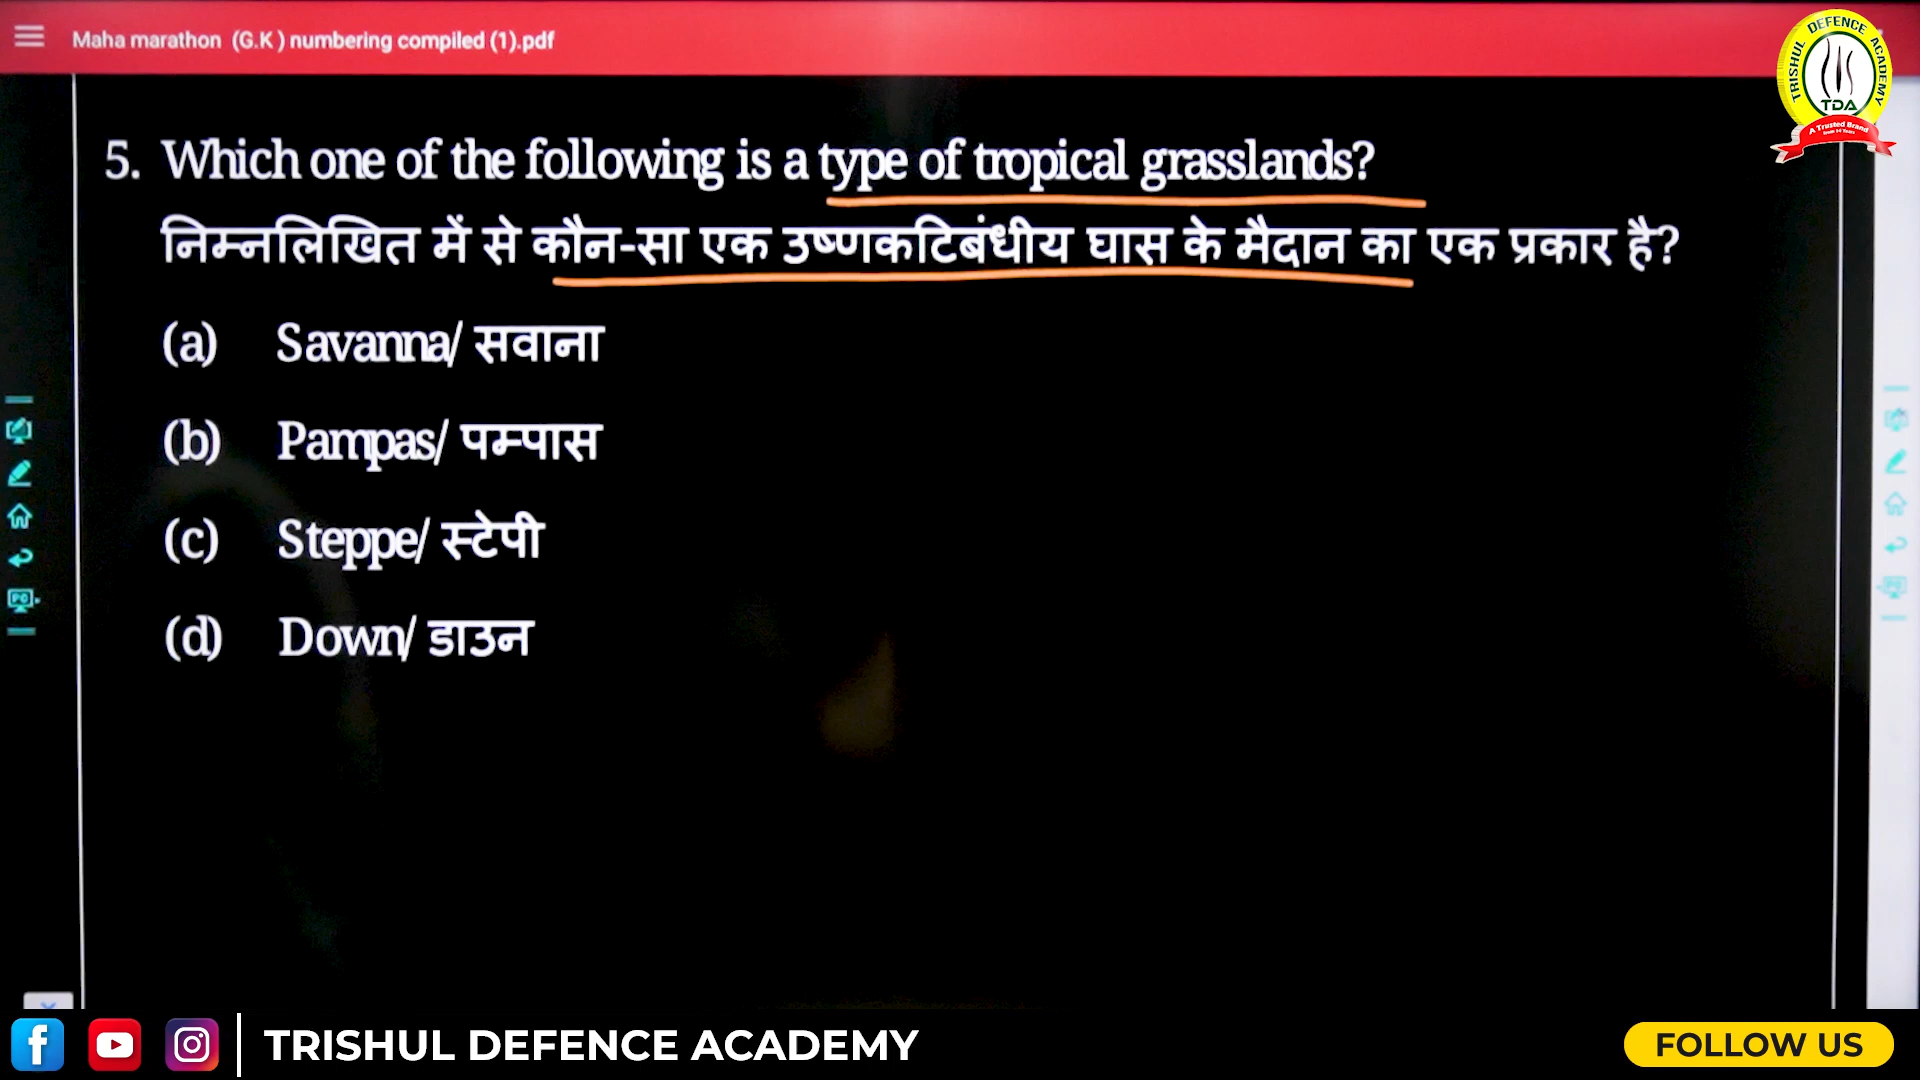 Maha marathon (G.K ) numbering compiled (1).pdf
TRISHUL DEFENCE ACADEMY
TDA
A Trusted Brand
5. Which one of the following is a type of tropical grasslands?
निम्नलिखित में से कौन-सा एक उष्णकटिबंधीय घास के मैदान का एक प्रकार है?
(a) Savanna/ सवाना
(b) Pampas/ पम्पास
(c) Steppe/ स्टेपी
(d) Down/ डाउन
TRISHUL DEFENCE ACADEMY
FOLLOW US